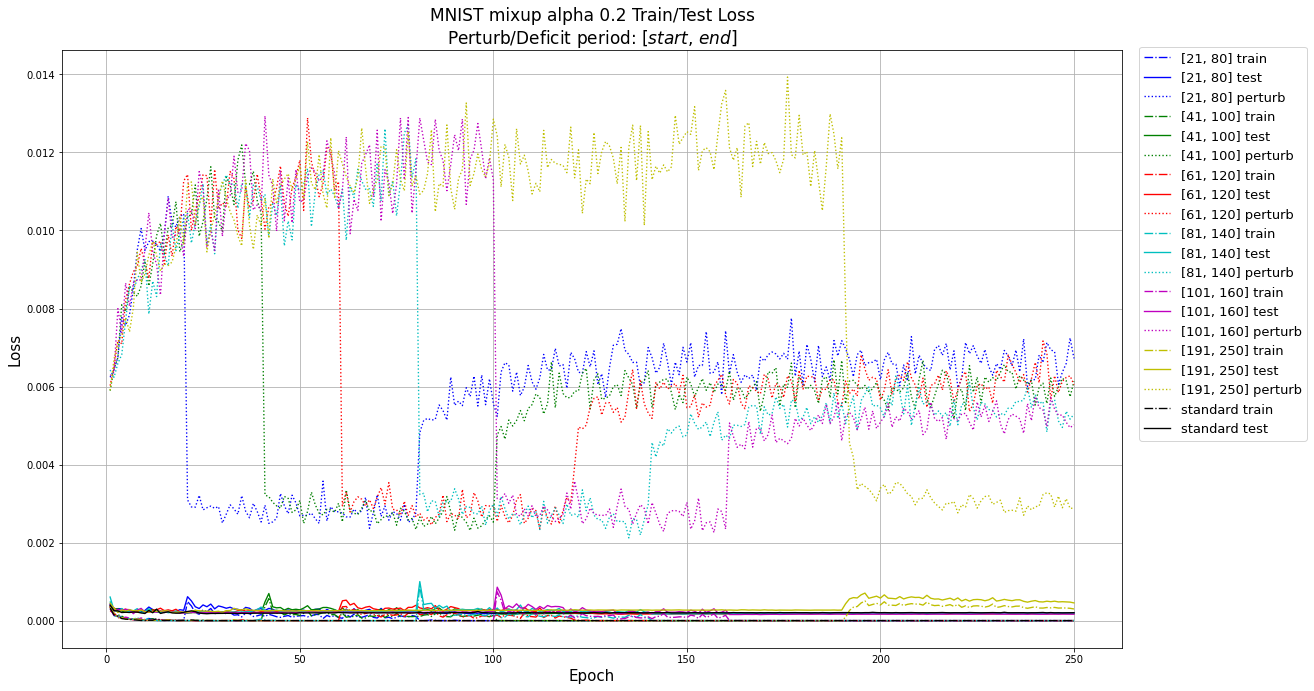 MNIST mixup alpha 0.2 Train/Test Loss
Perturb/Deficit period: [start, end]
0.014
0.012
0.010
0.008
0.006
0.004
0.002
0.000
Loss
0
50
100
150
200
250
Epoch
[21, 80] train
[21, 80] test
[21, 80] perturb
[41, 100] train
[41, 100] test
[41, 100] perturb
[61, 120] train
[61, 120] test
[61, 120] perturb
[81, 140] train
[81, 140] test
[81, 140] perturb
[101, 160] train
[101, 160] test
[101, 160] perturb
[191, 250] train
[191, 250] test
[191, 250] perturb
standard train
standard test